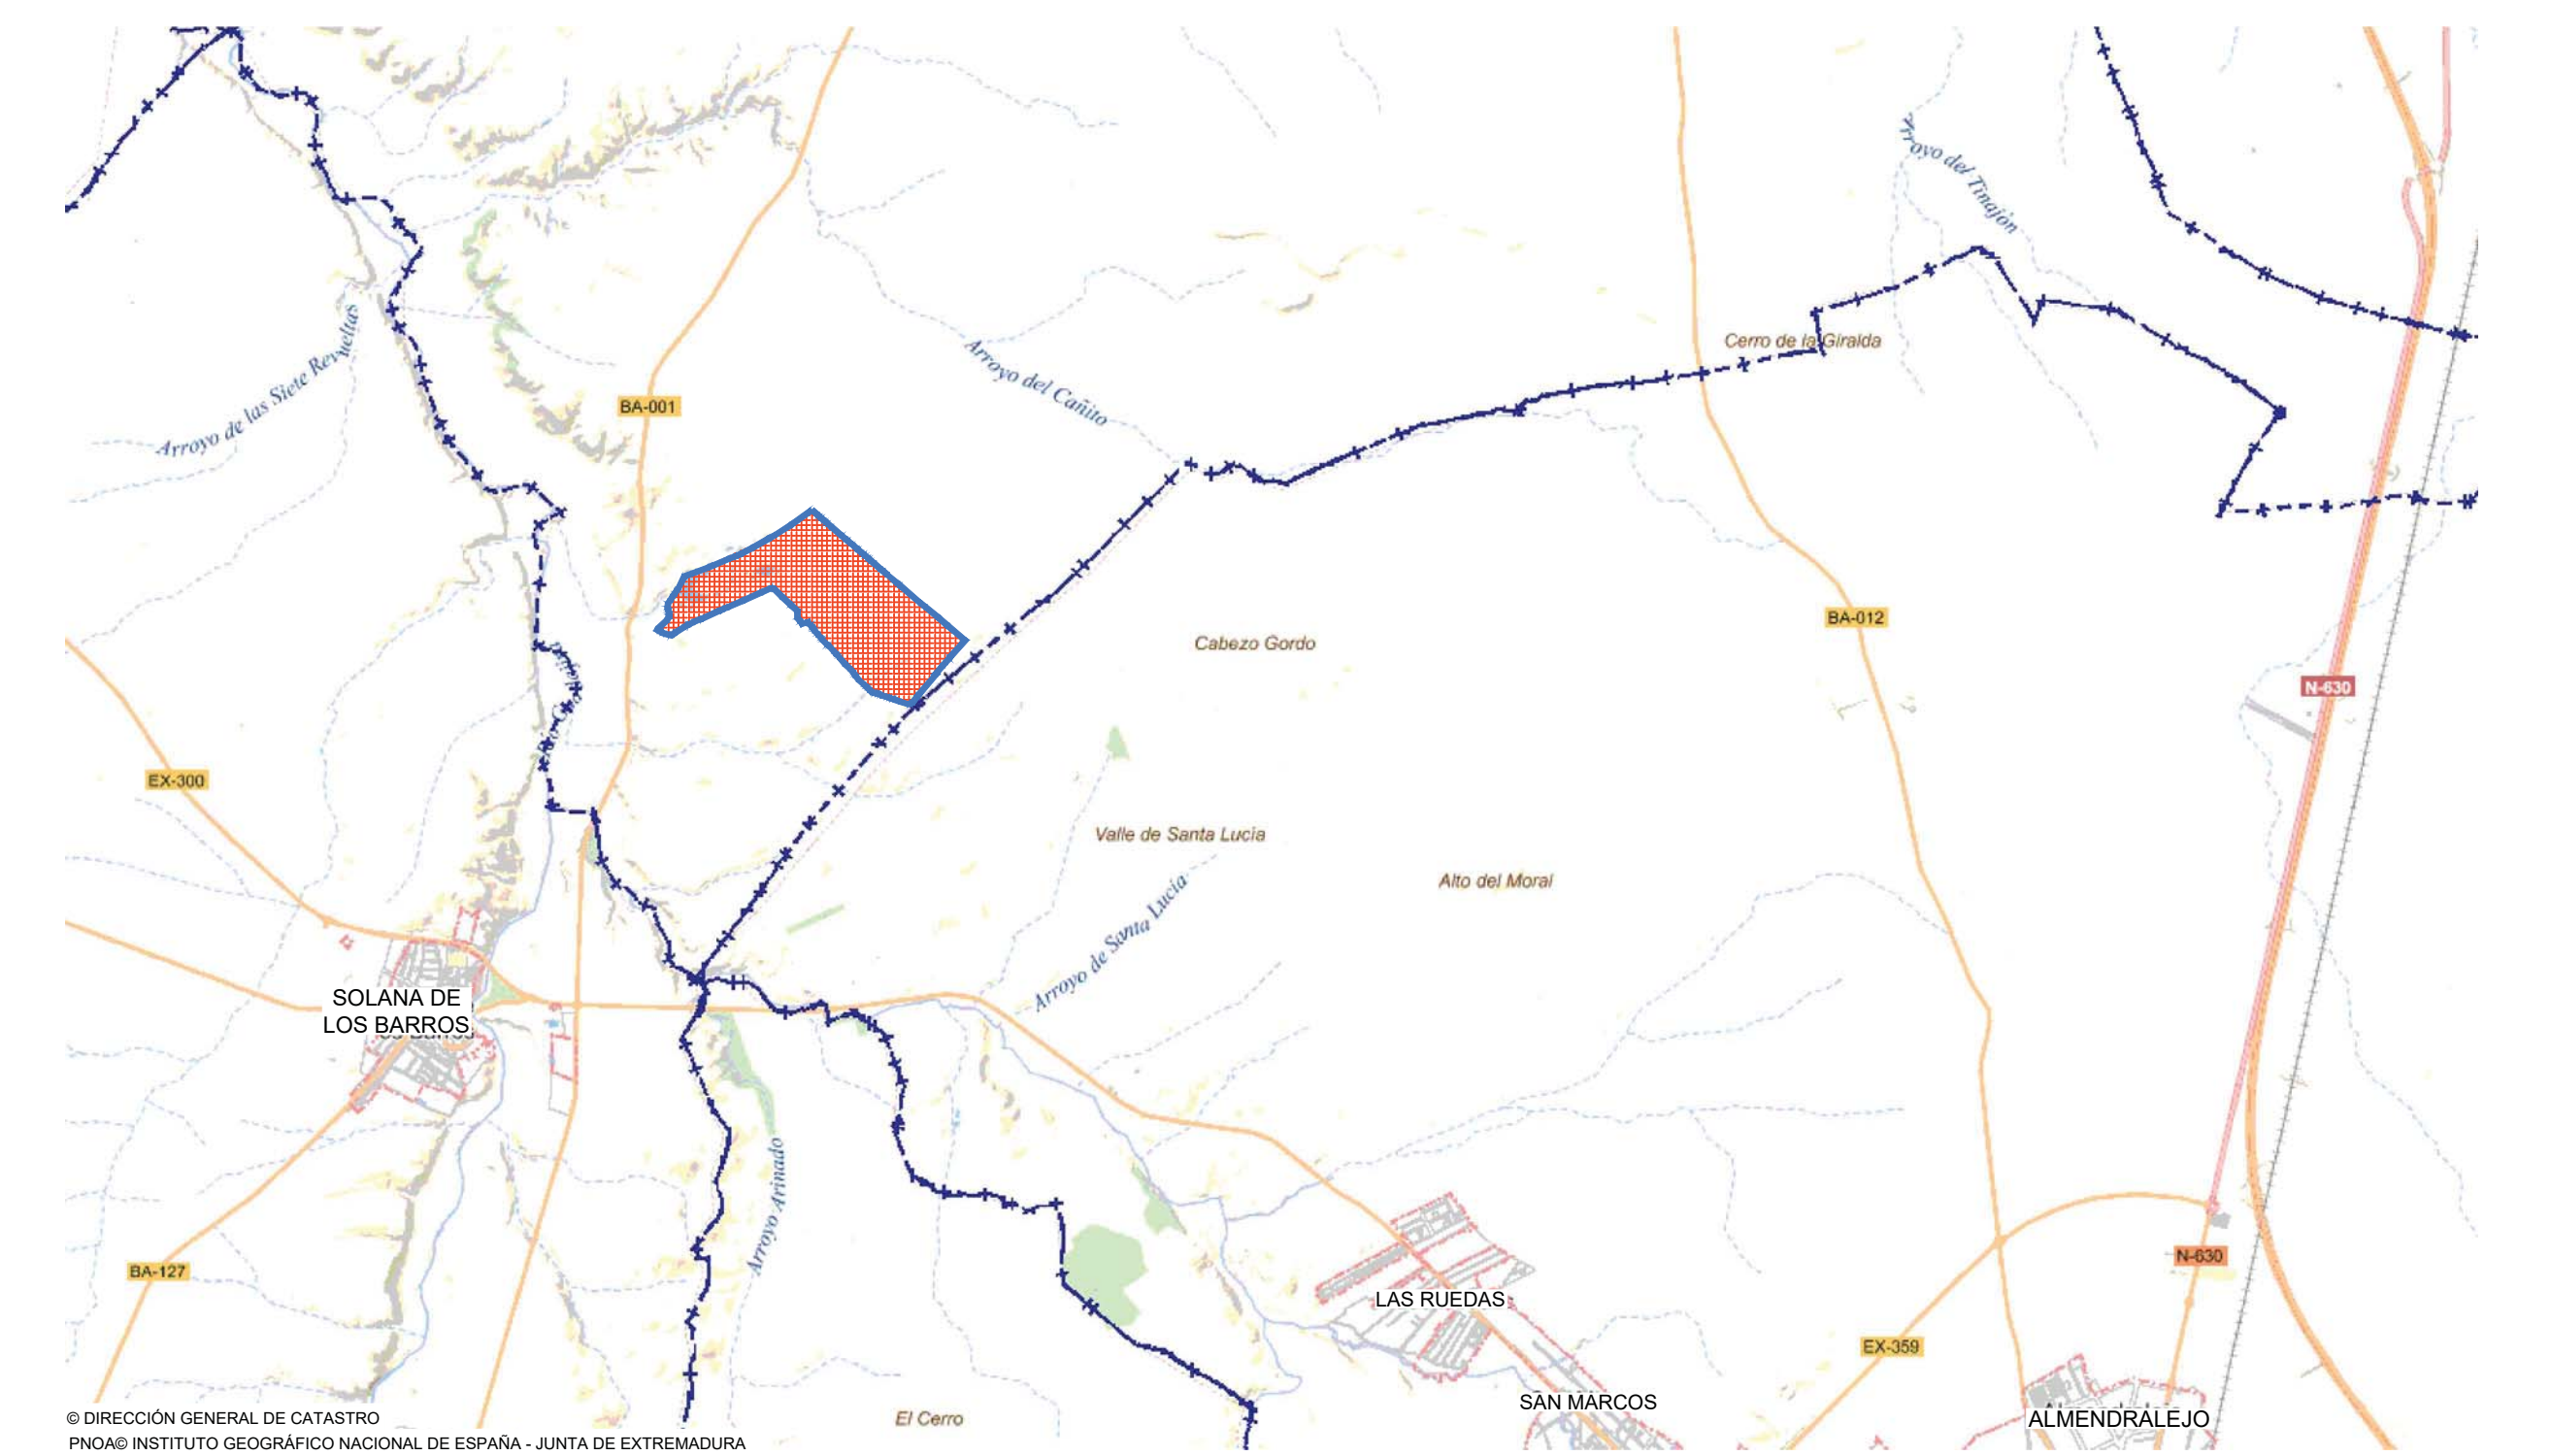 Arroyo del Tinajón
Arroyo de las Siete Revueltas
Cerro de la Giralda
Arroyo del Cañito
BA-001
BA-012
Cabezo Gordo
N-630
EX-300
Valle de Santa Lucia
Alto del Moral
Arroyo de Santa Lucía
SOLANA DE
LOS BARROS
Arroyo Arinado
N-630
BA-127
LAS RUEDAS
EX-359
SAN MARCOS
El Cerro
ALMENDRALEJO
© DIRECCIÓN GENERAL DE CATASTRO
PNOA© INSTITUTO GEOGRÁFICO NACIONAL DE ESPAÑA - JUNTA DE EXTREMADURA